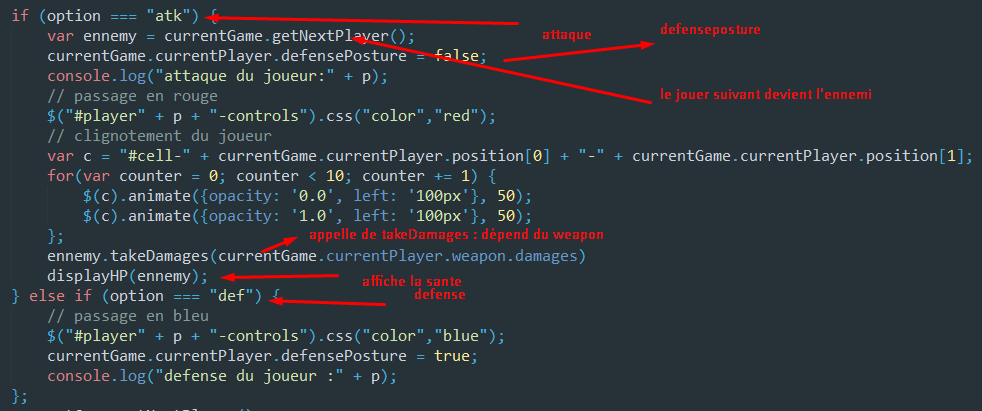 if (option === "atk") {
attaque
defenseposture
var ennemy = currentGame.getNextPlayer();
currentGame.currentPlayer.defensePosture = false;
console.log("attaque du joueur:" + p);
le jouer suivant devient l'ennemi
// passage en rouge
$("#player" + p + "-controls").css("color","red");
// clignotement du joueur
var c = "#cell-" + currentGame.currentPlayer.position[0] + "-" + currentGame.currentPlayer.position[1];
for(var counter = 0; counter < 10; counter += 1) {
$(c).animate({opacity: '0.0', left: '100px'}, 50);
$(c).animate({opacity: '1.0', left: '100px'}, 50);
};
appelle de takeDamages : dépend du weapon
ennemy.takeDamages(currentGame.currentPlayer.weapon.damages)
displayHP(ennemy);
affiche la sante
} else if (option === "def") {
defense
// passage en bleu
$("#player" + p + "-controls").css("color","blue");
currentGame.currentPlayer.defensePosture = true;
console.log("defense du joueur :" + p);
};